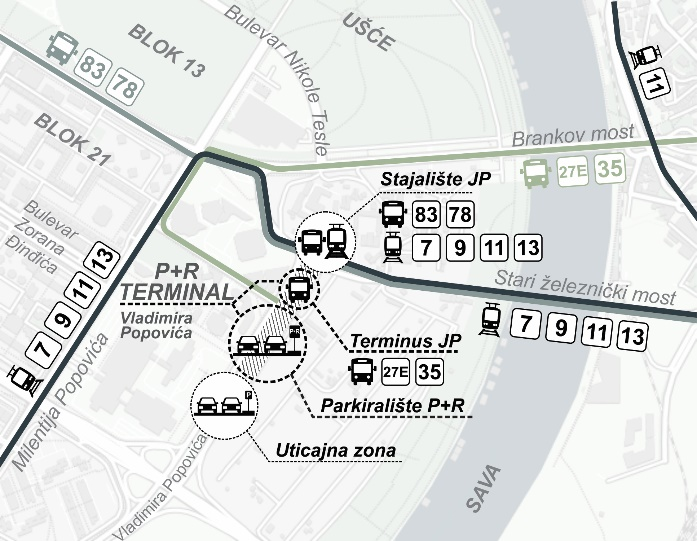 UŠĆE
Bulevar Nikole Tesle
BLOK 13
83 78
BLOK 21
11
Brankov most
27E 35
Stajalište JP
83 78
7 9 11 13
Bulevar
Zorana
Đinđića
P+R
TERMINAL
Vladimira
Popovića
7 9 11 13
Stari železnički most
7 9 11 13
P+R
Terminus JP
27E 35
Milentija Popovića
P
Parkiralište P+R
Uticajna zona
Vladimira Popovića
SAVA